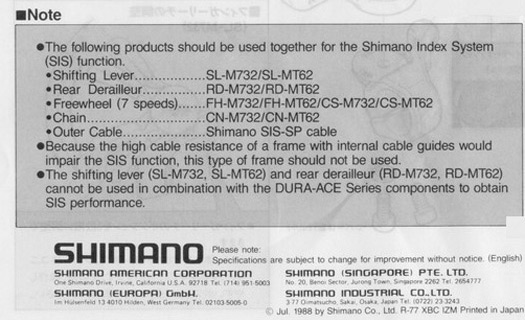 ■Note
●The following products should be used together for the Shimano Index System
(SIS) function.
•Shifting Lever..................SL-M732/SL-MT62
•Rear Derailleur.................RD-M732/RD-MT62
•Freewheel (7 speeds).......FH-M732/FH-MT62/CS-M732/CS-MT62
•Chain..............................CN-M732/CN-MT62
•Outer Cable.....................Shimano SIS-SP cable
●Because the high cable resistance of a frame with internal cable guides would
impair the SIS function, this type of frame should not be used.
●The shifting lever (SL-M732, SL-MT62) and rear derailleur (RD-M732, RD-MT62)
cannot be used in combination with the DURA-ACE Series components to obtain
SIS performance.
SHIMANO Please note:
Specifications are subject to change for improvement without notice. (English)
SHIMANO AMERICAN CORPORATION
One Shimano Drive, Irvine, California U.S.A. 92718 Tel. (714) 951-5003
SHIMANO (SINGAPORE) PTE. LTD.
No. 20, Benoi Sector, Jurong Town, Singapore 2262 Tel. 2654777
SHIMANO (EUROPA) GmbH.
Im Hülsenfeld 13 4010 Hilden, West Germany Tel. 02103-5005-0
SHIMANO INDUSTRIAL CO., LTD.
3-77 Oimatsucho, Sakai, Osaka, Japan Tel. (0722) 23-3243
© Jul. 1988 by Shimano Co., Ltd. R-77 XBC IZM Printed in Japan